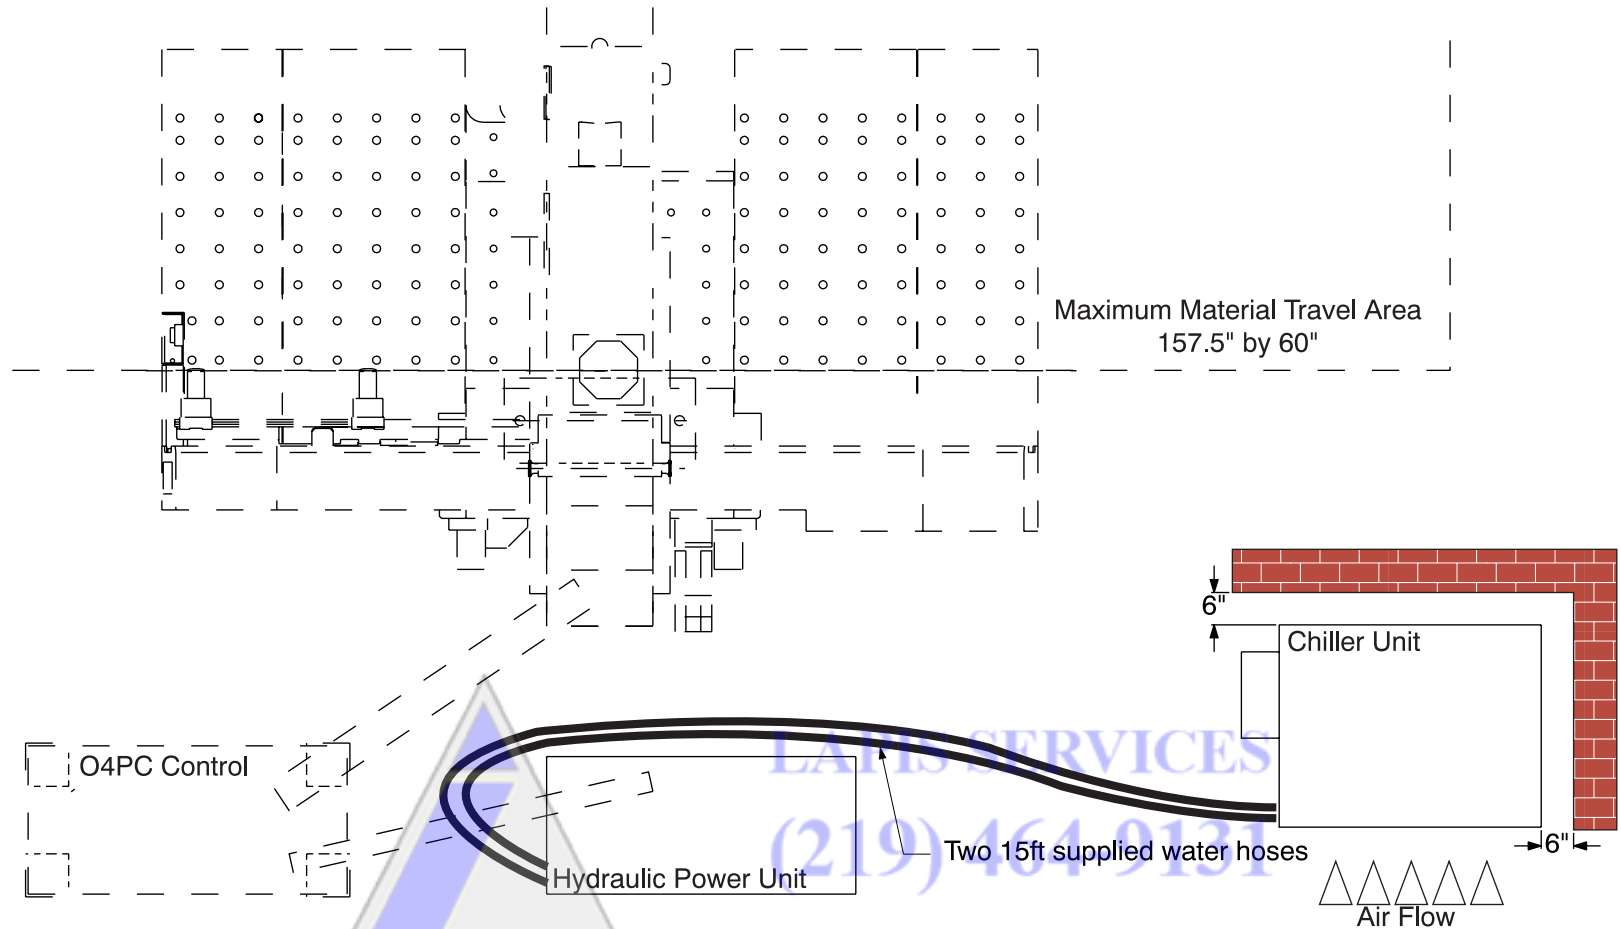 Maximum Material Travel Area
157.5" by 60"
6"
Chiller Unit
O4PC Control
LAPIS SERVICES
(219) 464-9131
Two 15ft supplied water hoses
6"
Hydraulic Power Unit
Air Flow